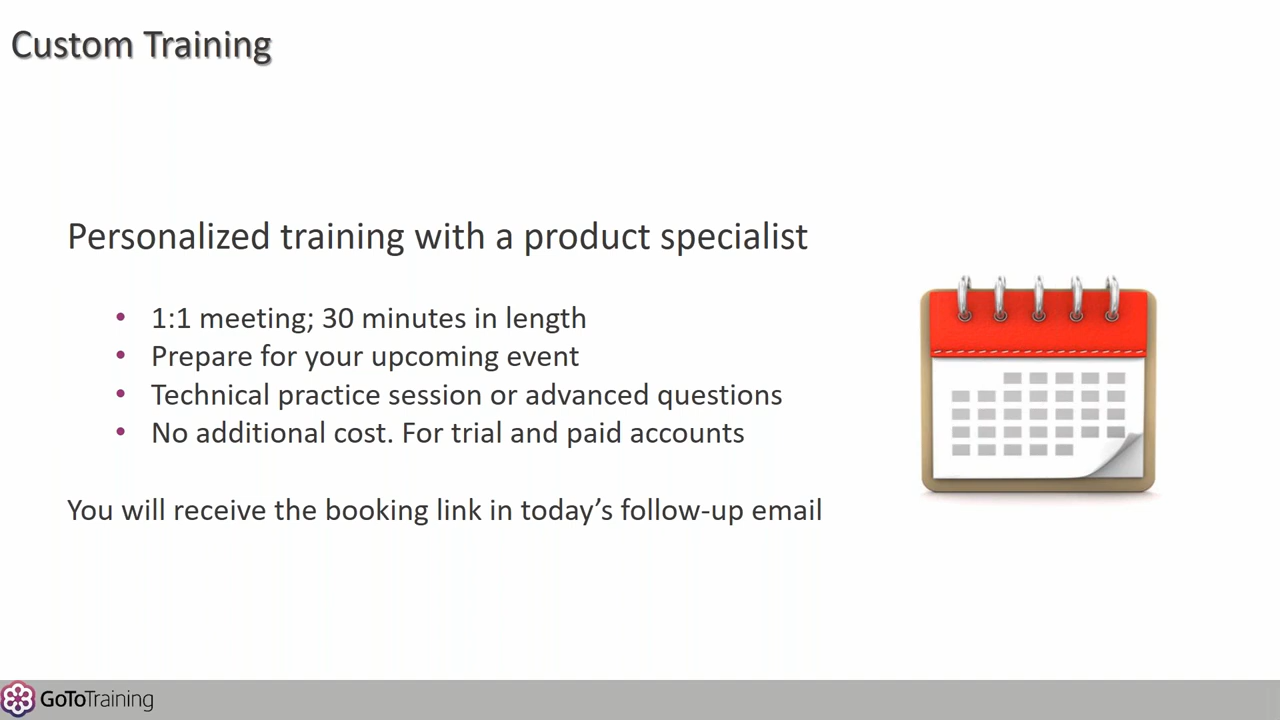 Custom Training
Personalized training with a product specialist
• 1:1 meeting; 30 minutes in length
• Prepare for your upcoming event
• Technical practice session or advanced questions
• No additional cost. For trial and paid accounts
You will receive the booking link in today’s follow-up email
GoToTraining